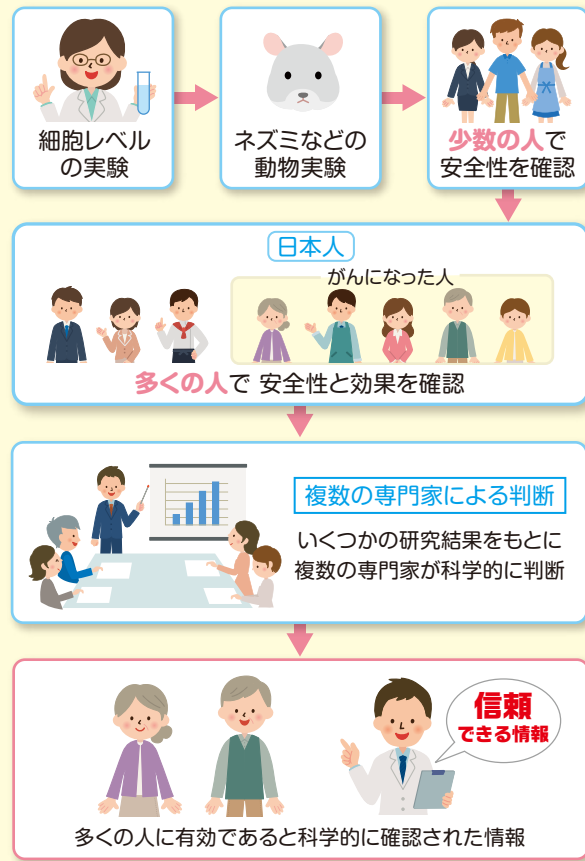 細胞レベル
の実験
ネズミなどの
動物実験
少数の人で
安全性を確認
日本人
がんになった人
多くの人で 安全性と効果を確認
複数の専門家による判断
いくつかの研究結果をもとに
複数の専門家が科学的に判断
信頼
できる情報
多くの人に有効であると科学的に確認された情報